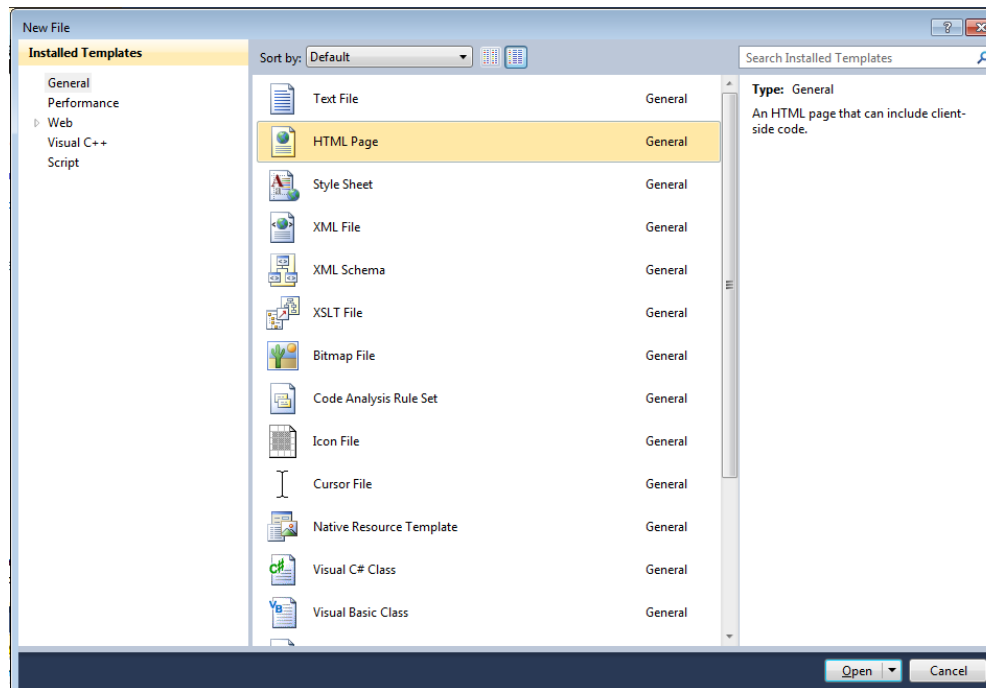 New File
Installed Templates
General
Performance
Web
Visual C++
Script
Sort by: Default
Text File General
HTML Page General
Style Sheet General
XML File General
XML Schema General
XSLT File General
Bitmap File General
Code Analysis Rule Set General
Icon File General
Cursor File General
Native Resource Template General
Visual C# Class General
Visual Basic Class General
Search Installed Templates
Type: General
An HTML page that can include client-
side code.
Open Cancel